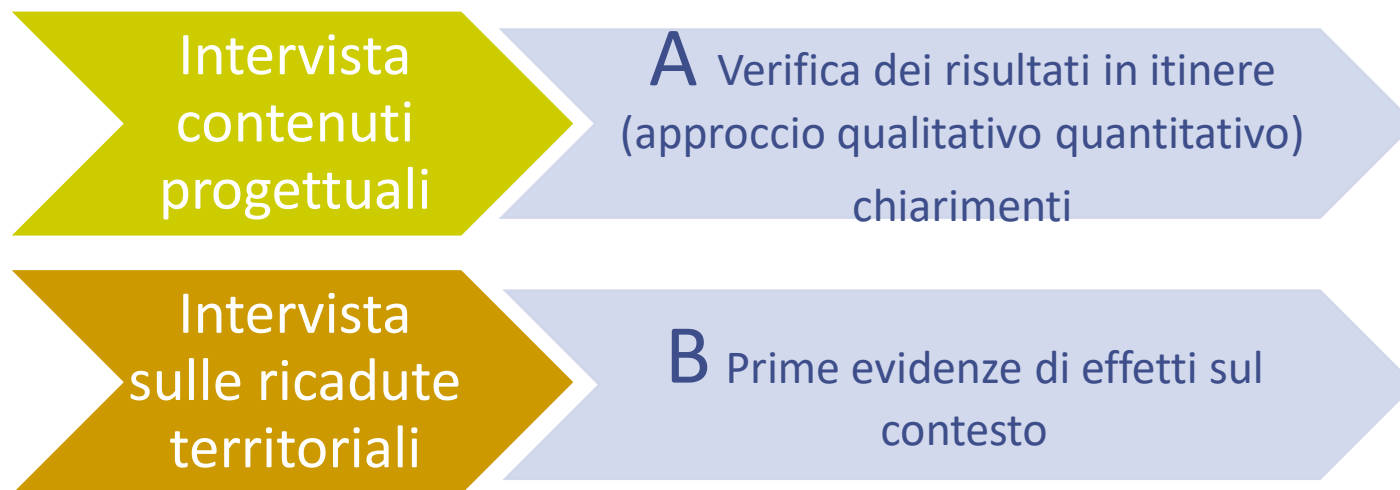 Intervista
contenuti
progettuali
A Verifica dei risultati in itinere
(approccio qualitativo quantitativo)
chiarimenti
Intervista
sulle ricadute
territoriali
B Prime evidenze di effetti sul
contesto